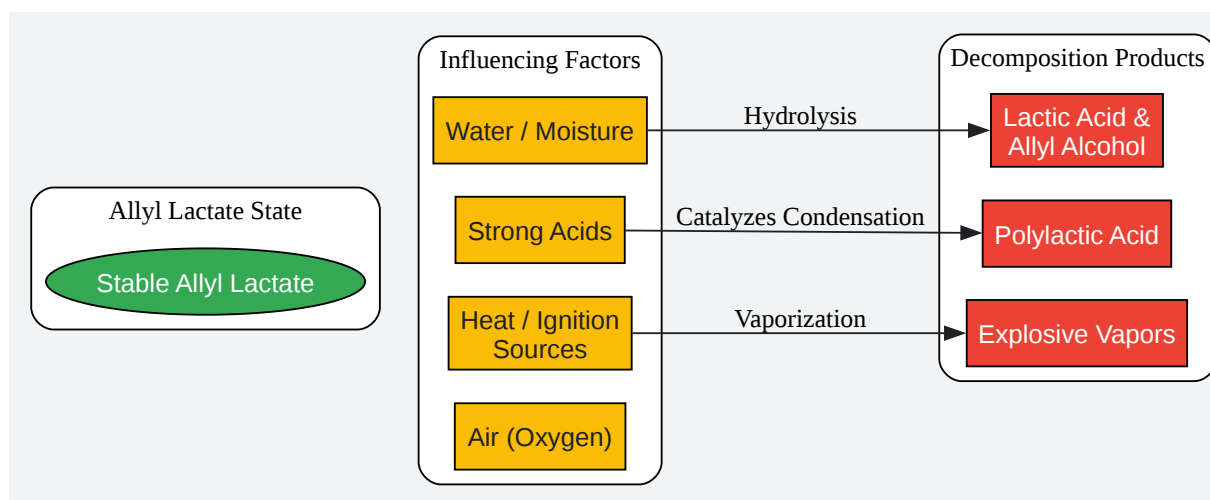 Allyl Lactate State
Stable Allyl Lactate
Influencing Factors
Water / Moisture
Strong Acids
Heat / Ignition
Sources
Air (Oxygen)
Hydrolysis
Catalyzes Condensation
Vaporization
Decomposition Products
Lactic Acid &
Allyl Alcohol
Polylactic Acid
Explosive Vapors